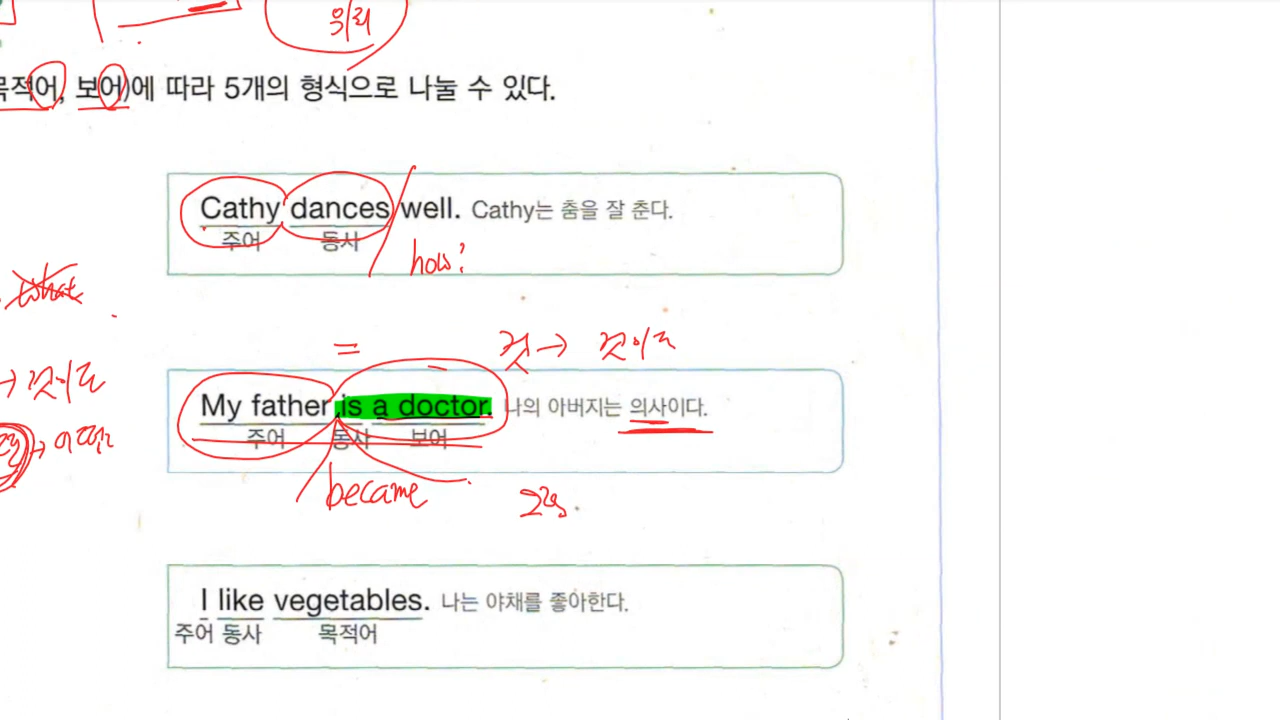 목적어, 보어)에 따라 5개의 형식으로 나눌 수 있다.
Cathy dances well. Cathy는 춤을 잘 춘다.
주어 동사
how?
what
=
것 → 것이
My father is a doctor. 나의 아버지는 의사이다.
주어 동사 보어
became
I like vegetables. 나는 야채를 좋아한다.
주어 동사 목적어